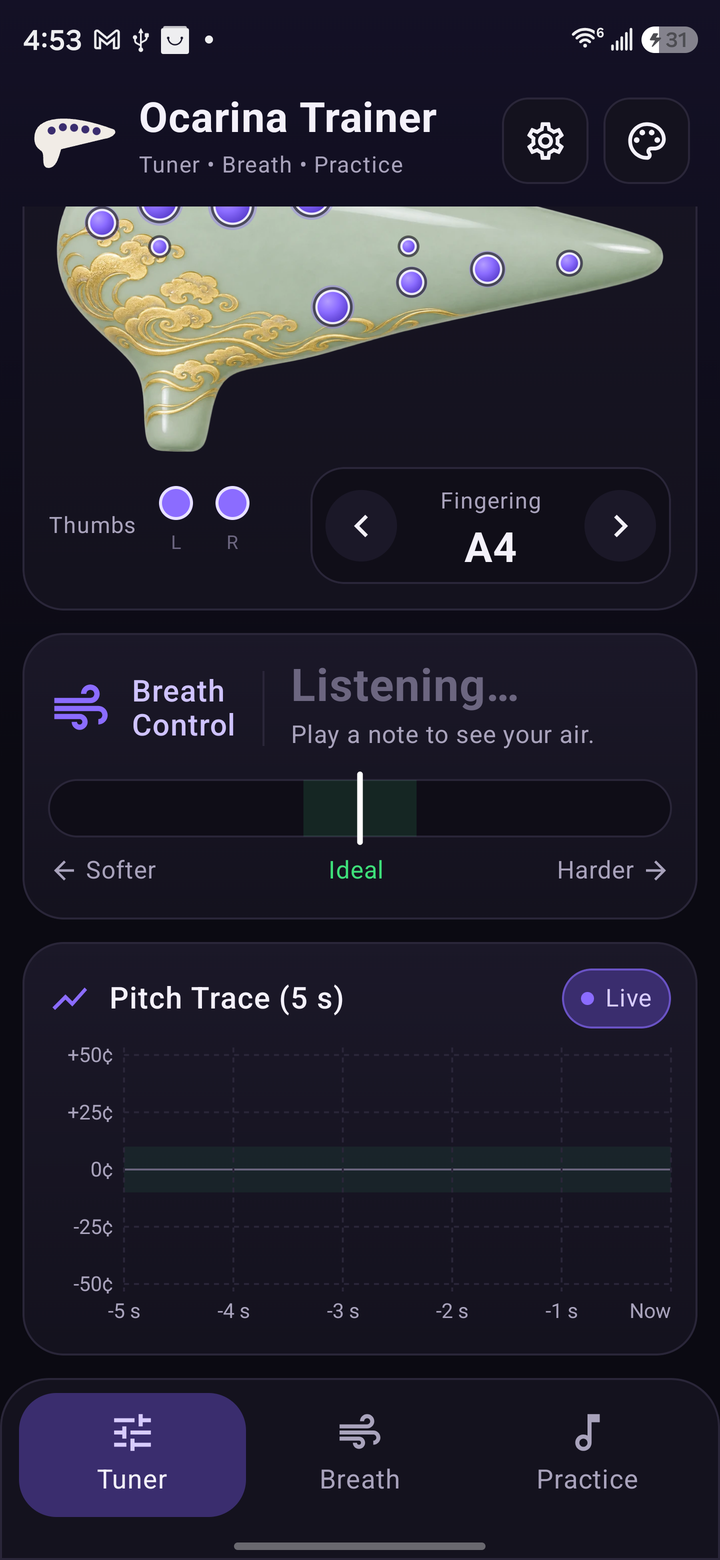 4:53
6
31
Ocarina Trainer
Tuner • Breath • Practice
Thumbs
L
R
Fingering
A4
Breath
Control
Listening...
Play a note to see your air.
← Softer
Ideal
Harder →
Pitch Trace (5 s)
Live
+50¢
+25¢
0¢
-25¢
-50¢
-5 s
-4 s
-3 s
-2 s
-1 s
Now
Tuner
Breath
Practice